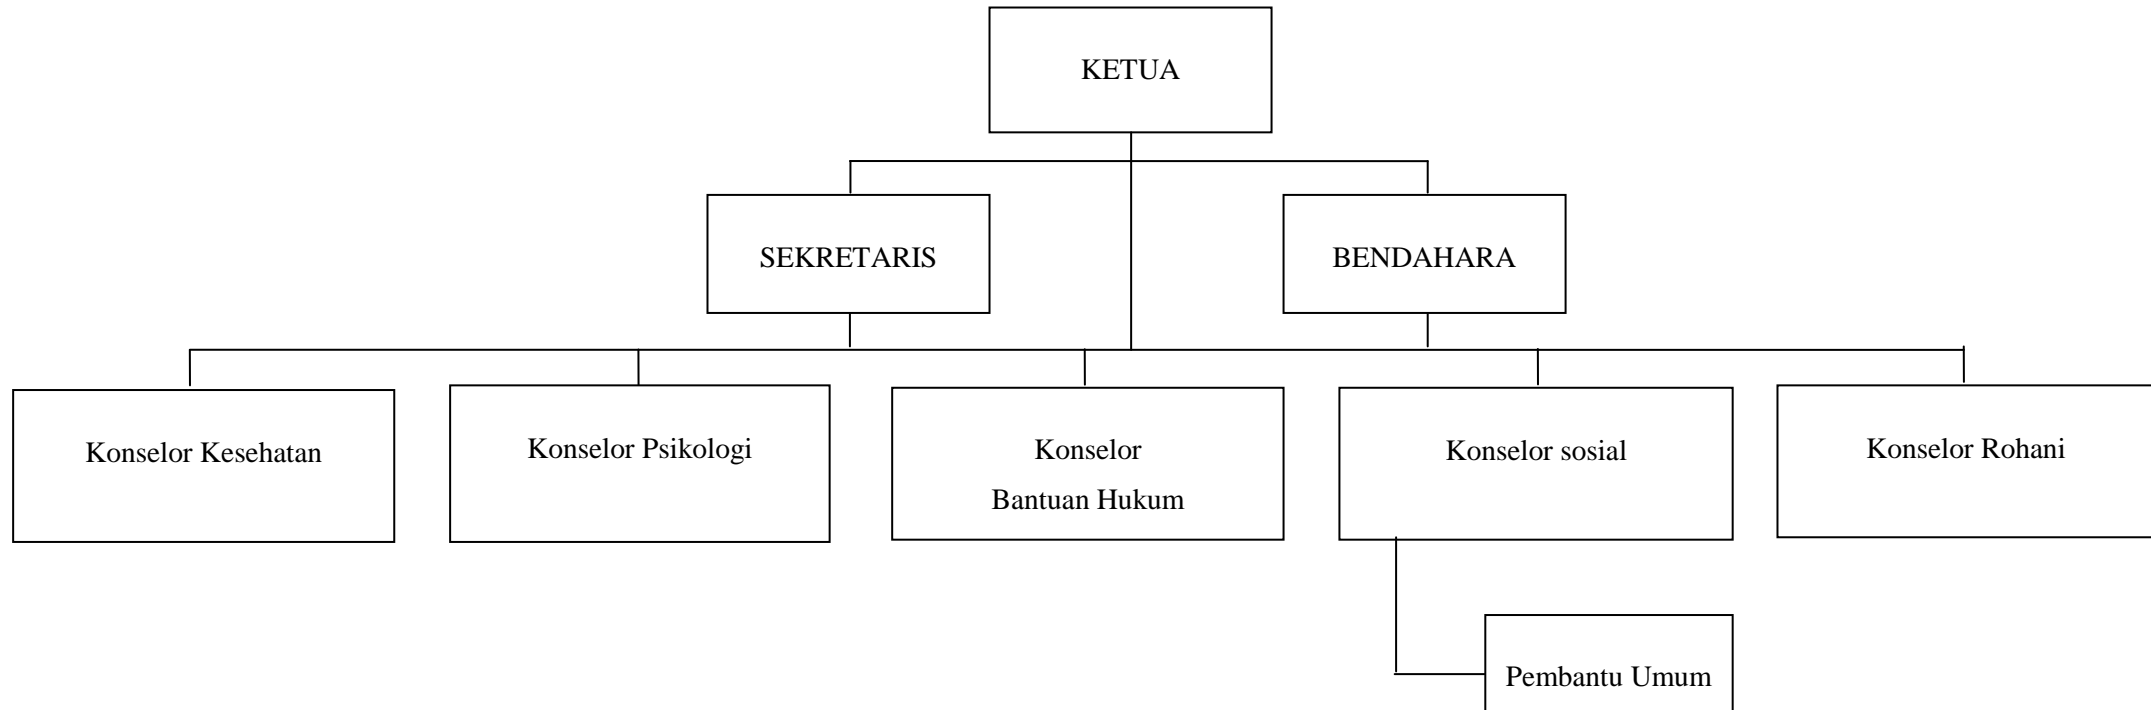 KETUA
SEKRETARIS
BENDAHARA
Konselor Kesehatan
Konselor Psikologi
Konselor
Bantuan Hukum
Konselor sosial
Konselor Rohani
Pembantu Umum